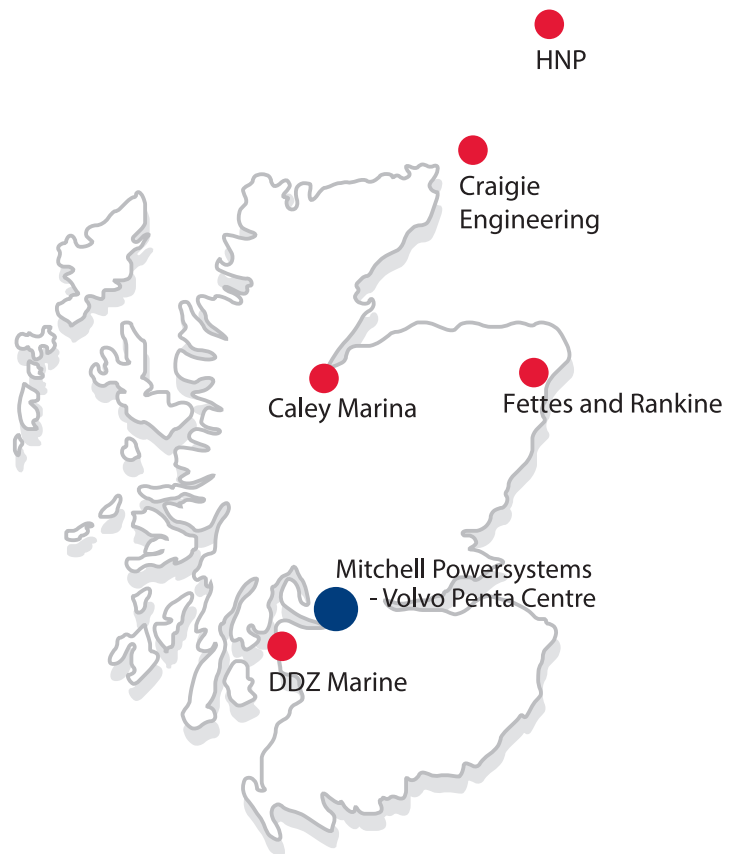 HNP
Craigie
Engineering
Caley Marina
Fettes and Rankine
Mitchell Powersystems
- Volvo Penta Centre
DDZ Marine